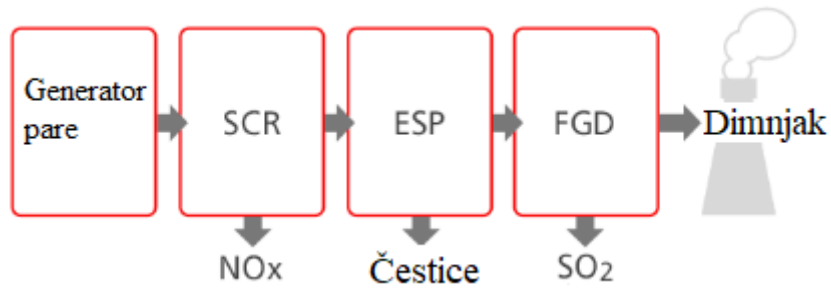 Generator
pare
SCR
ESP
FGD
Dimnjak
NOx
Čestice
SO₂